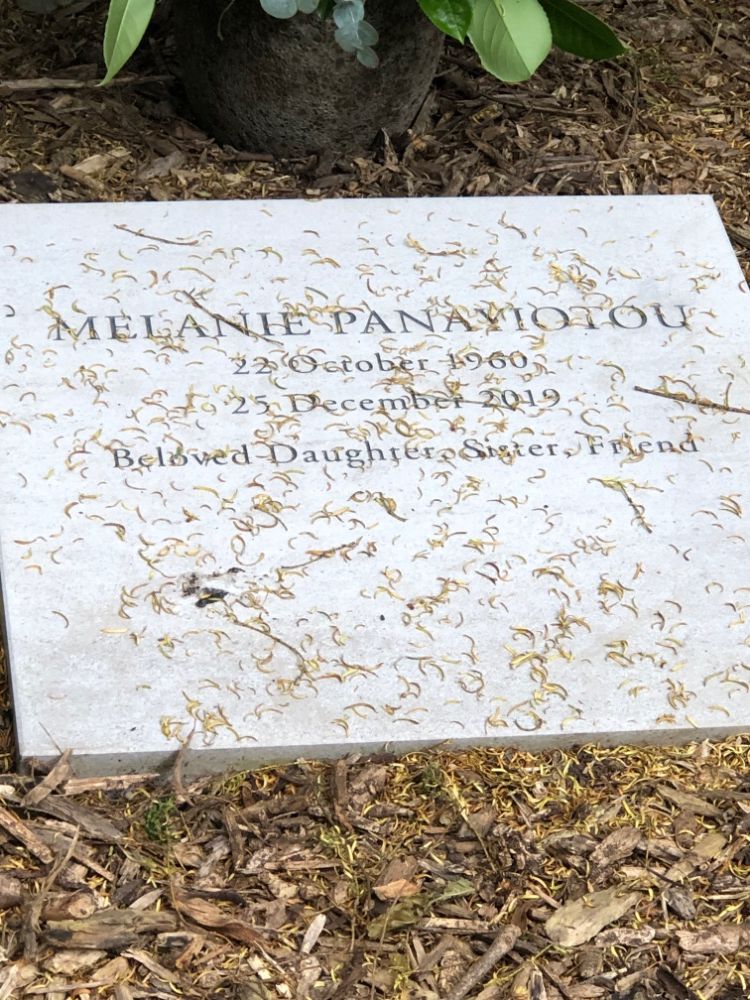 MELANIE PANAYIOTOU
22 October 1960
25 December 2019
Beloved Daughter, Sister, Friend